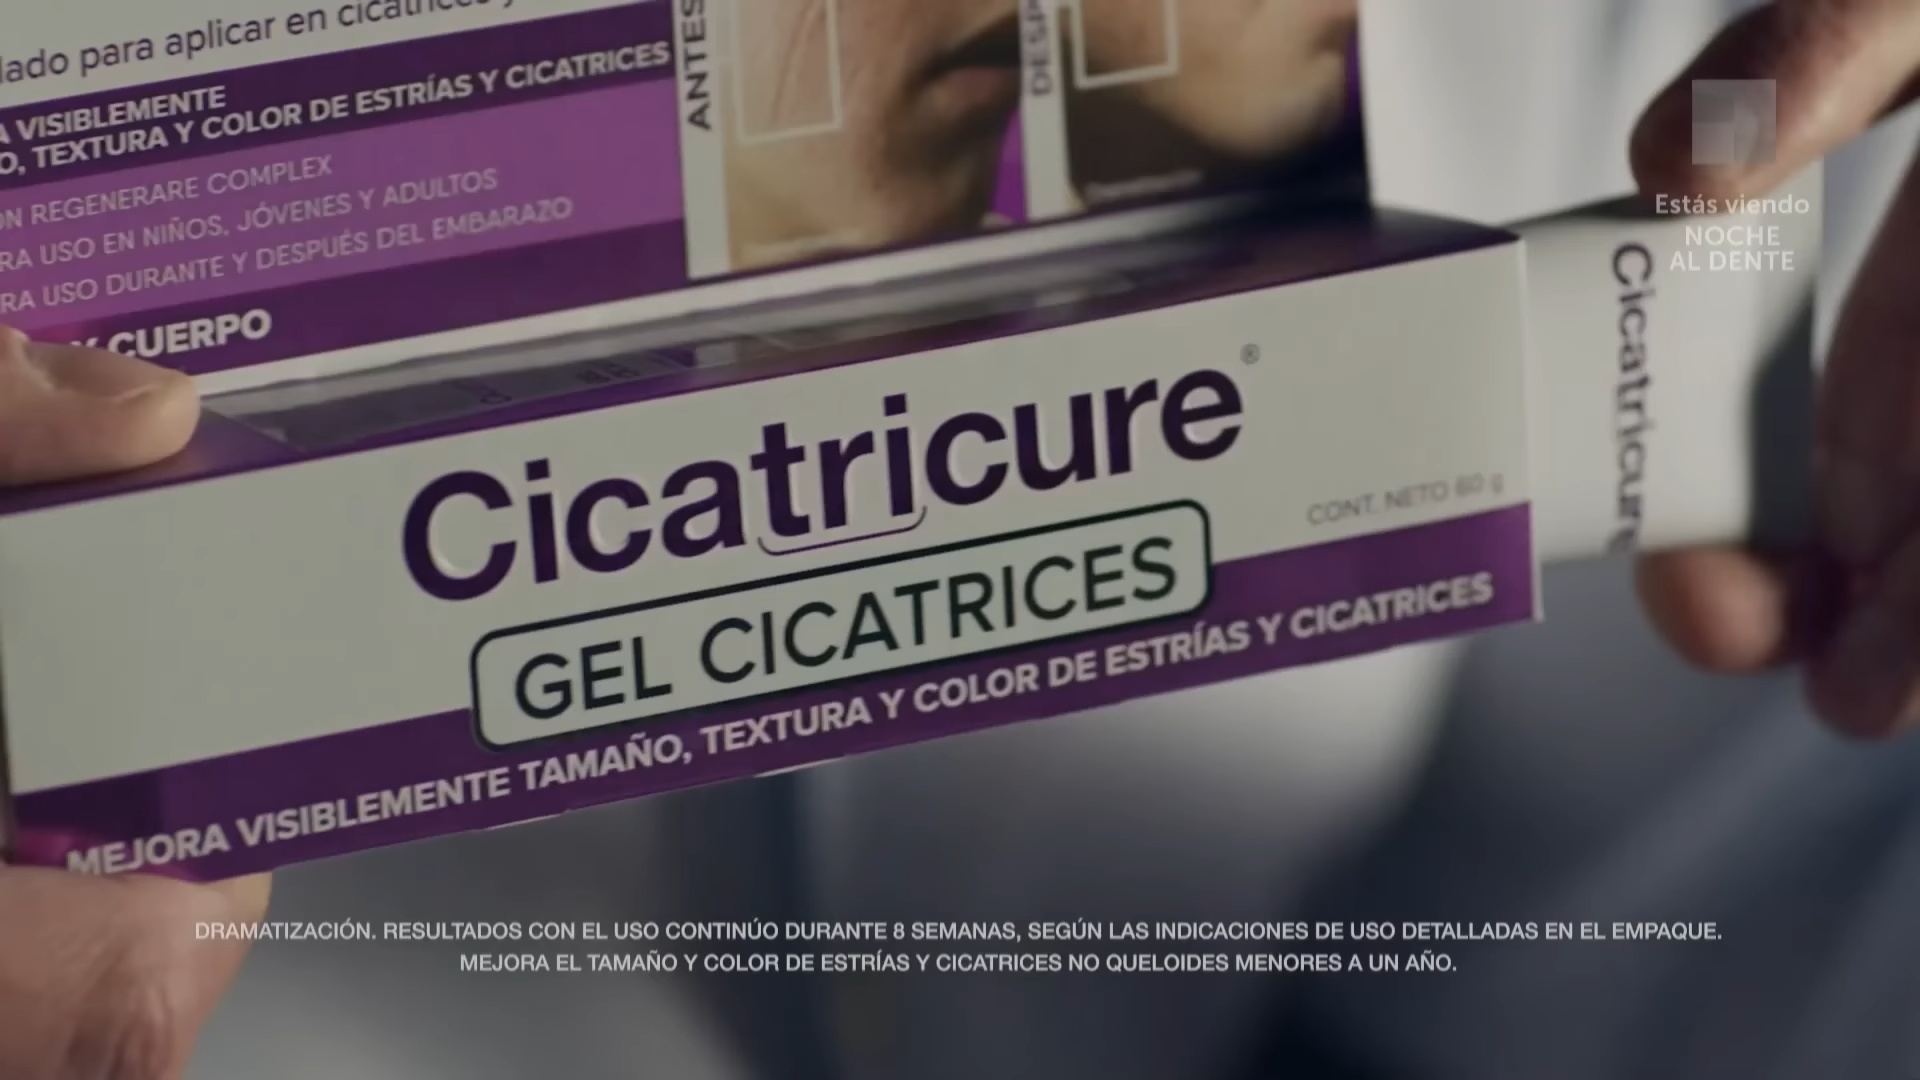 lado para aplicar en cicatrices y
A VISIBLEMENTE
O, TEXTURA Y COLOR DE ESTRÍAS Y CICATRICES
ON REGENERARE COMPLEX
RA USO EN NIÑOS, JÓVENES Y ADULTOS
RA USO DURANTE Y DESPUÉS DEL EMBARAZO
Y CUERPO
ANTES
DESP
Estás viendo
NOCHE
AL DENTE
Cicatricure®
CONT. NETO 60 g
GEL CICATRICES
MEJORA VISIBLEMENTE TAMAÑO, TEXTURA Y COLOR DE ESTRÍAS Y CICATRICES
Cicatricure
DRAMATIZACIÓN. RESULTADOS CON EL USO CONTINÚO DURANTE 8 SEMANAS, SEGÚN LAS INDICACIONES DE USO DETALLADAS EN EL EMPAQUE.
MEJORA EL TAMAÑO Y COLOR DE ESTRÍAS Y CICATRICES NO QUELOIDES MENORES A UN AÑO.